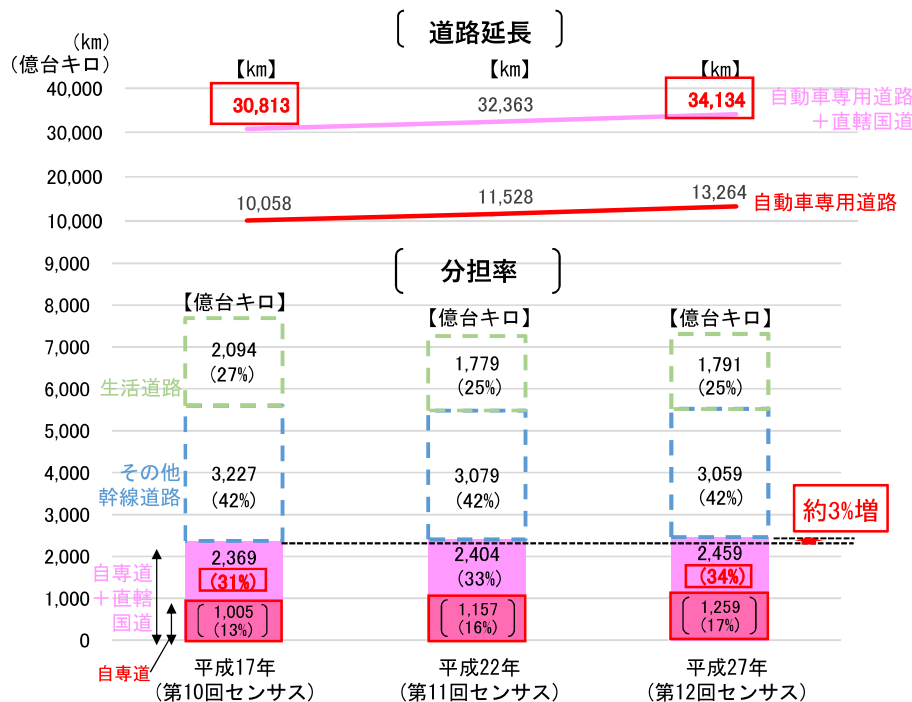 〔 道路延長 〕
（km）
（億台キロ）
【km】 【km】 【km】
40,000
30,813 32,363 34,134
自動車専用道路
＋直轄国道
30,000
20,000
10,058 11,528 13,264
自動車専用道路
10,000
9,000
〔 分担率 〕
8,000
【億台キロ】 【億台キロ】 【億台キロ】
7,000
2,094
(27%)
1,779
(25%)
1,791
(25%)
生活道路
6,000
5,000
4,000
その他
幹線道路
3,227
(42%)
3,079
(42%)
3,059
(42%)
3,000
約3%増
2,000
2,369
(31%)
2,404
(33%)
2,459
(34%)
自専道
＋直轄
国道
1,000
1,005
(13%)
1,157
(16%)
1,259
(17%)
0
自専道
平成17年
（第10回センサス）
平成22年
（第11回センサス）
平成27年
（第12回センサス）